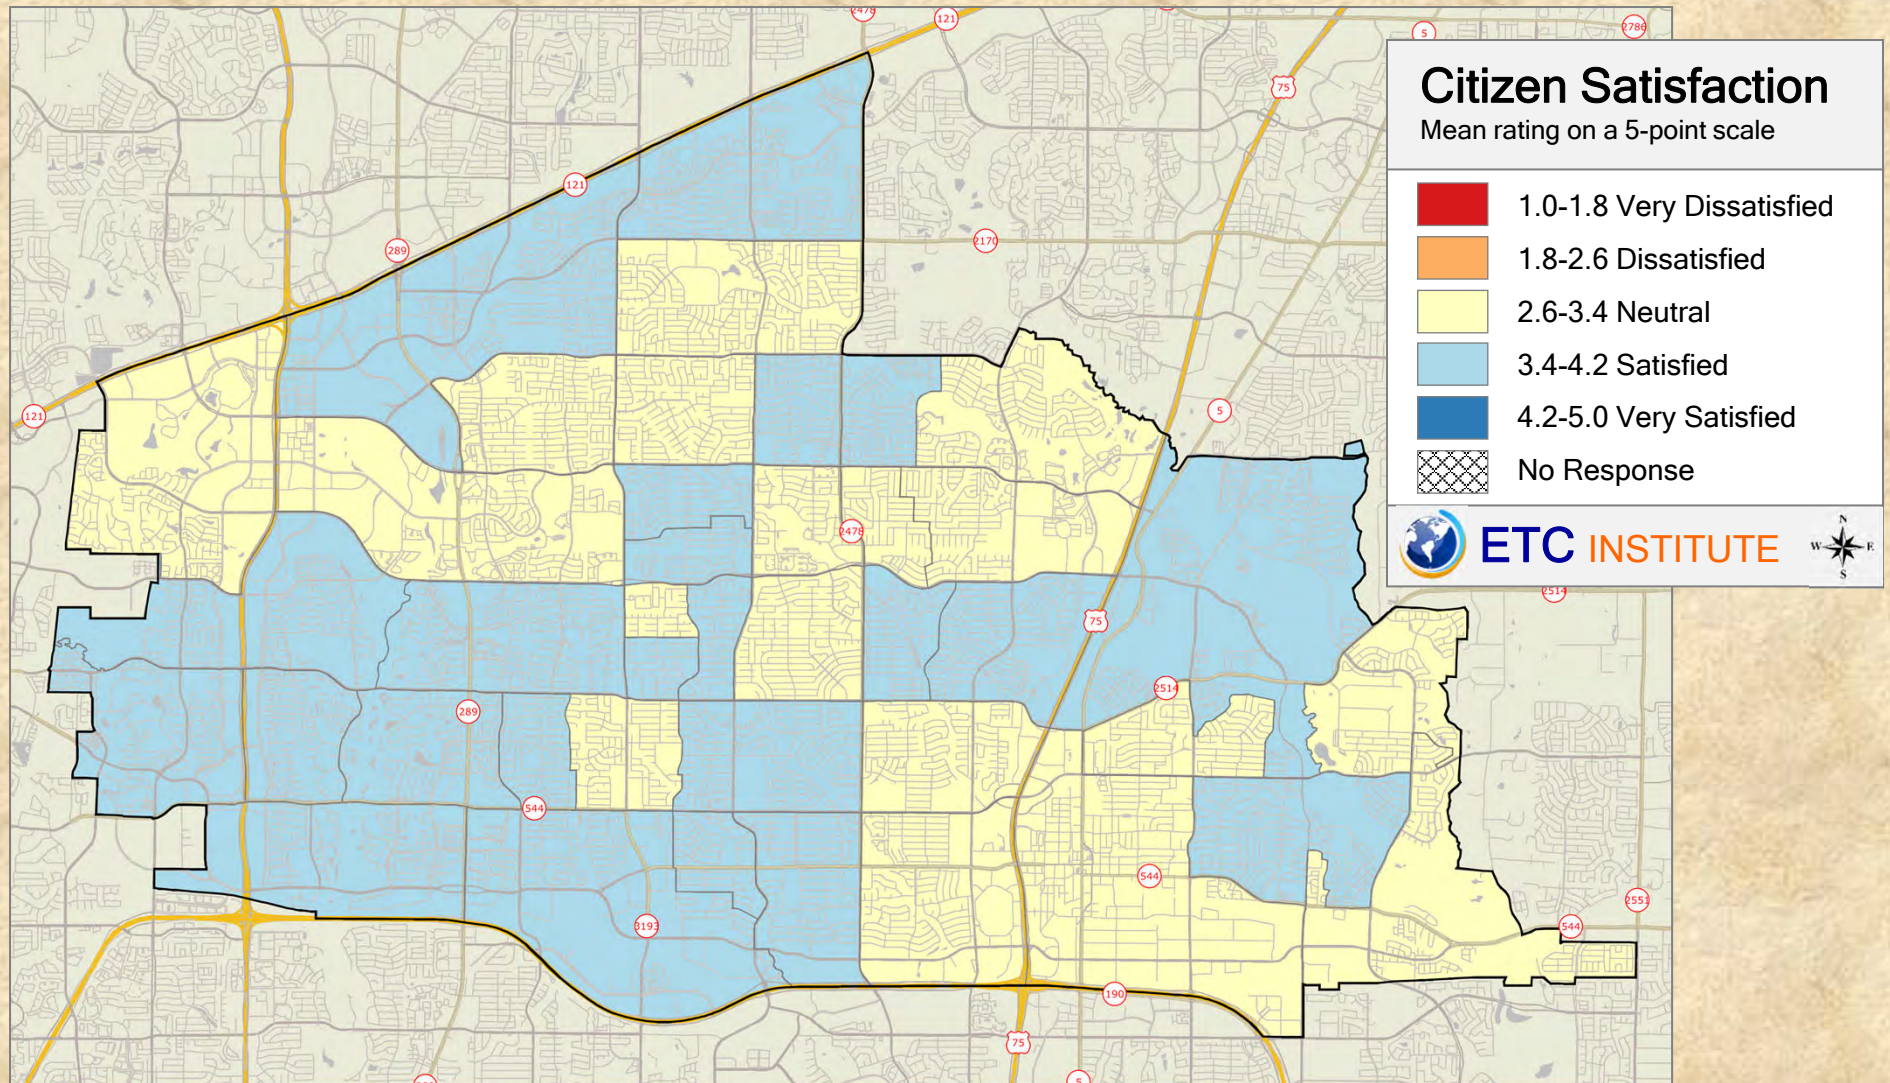 2478
121
5
2786
75
Citizen Satisfaction
Mean rating on a 5-point scale
121
1.0-1.8 Very Dissatisfied
289
2170
1.8-2.6 Dissatisfied
2.6-3.4 Neutral
3.4-4.2 Satisfied
121
5
4.2-5.0 Very Satisfied
No Response
2478
ETC INSTITUTE
N
W
E
S
2514
75
2514
289
544
544
2551
3193
544
190
75
5